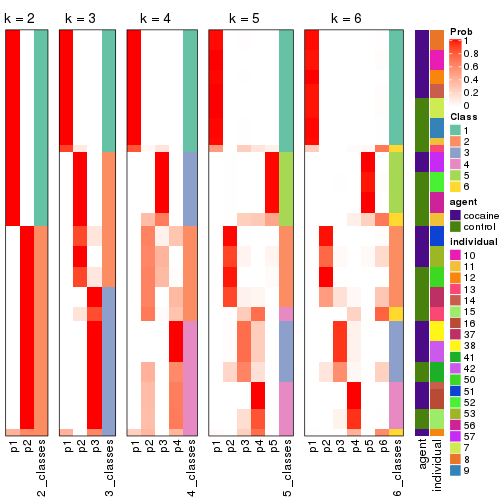 k = 2
k = 3
k = 4
k = 5
k = 6
Prob
1
0.8
0.6
0.4
0.2
0
Class
1
2
3
4
5
6
agent
cocaine
control
individual
10
11
12
13
14
15
16
37
38
41
42
50
51
52
53
56
57
7
8
9
p1
p2
2_classes
p1
p2
p3
3_classes
p1
p2
p3
p4
4_classes
p1
p2
p3
p4
p5
5_classes
p1
p2
p3
p4
p5
p6
6_classes
agent
individual